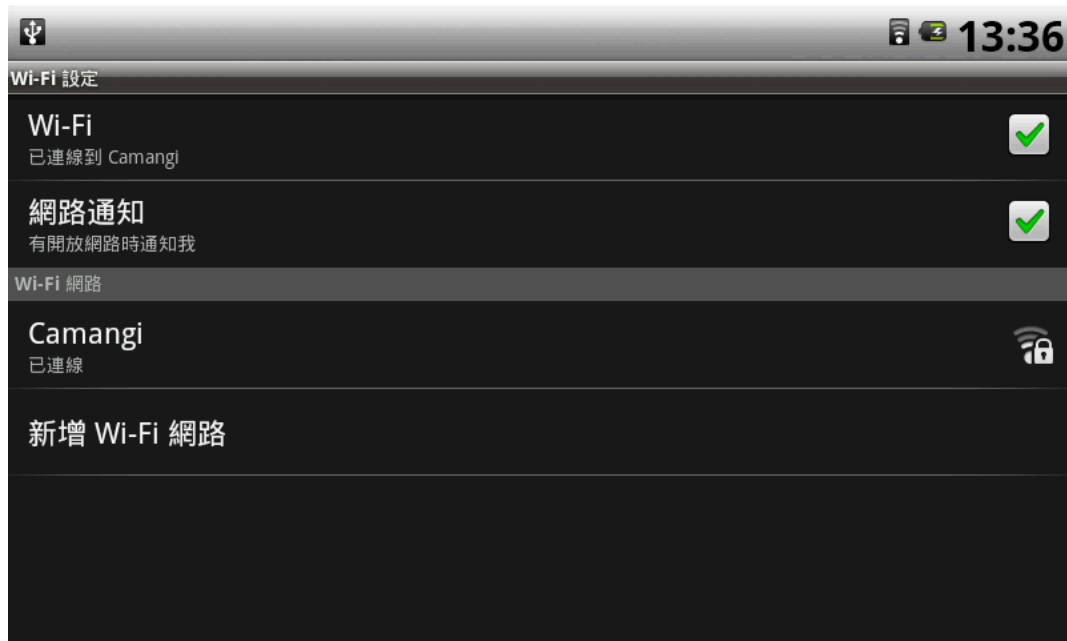 13:36
Wi-Fi 設定
Wi-Fi
已連線到 Camangi
網路通知
有開放網路時通知我
Wi-Fi 網路
Camangi
已連線
新增 Wi-Fi 網路